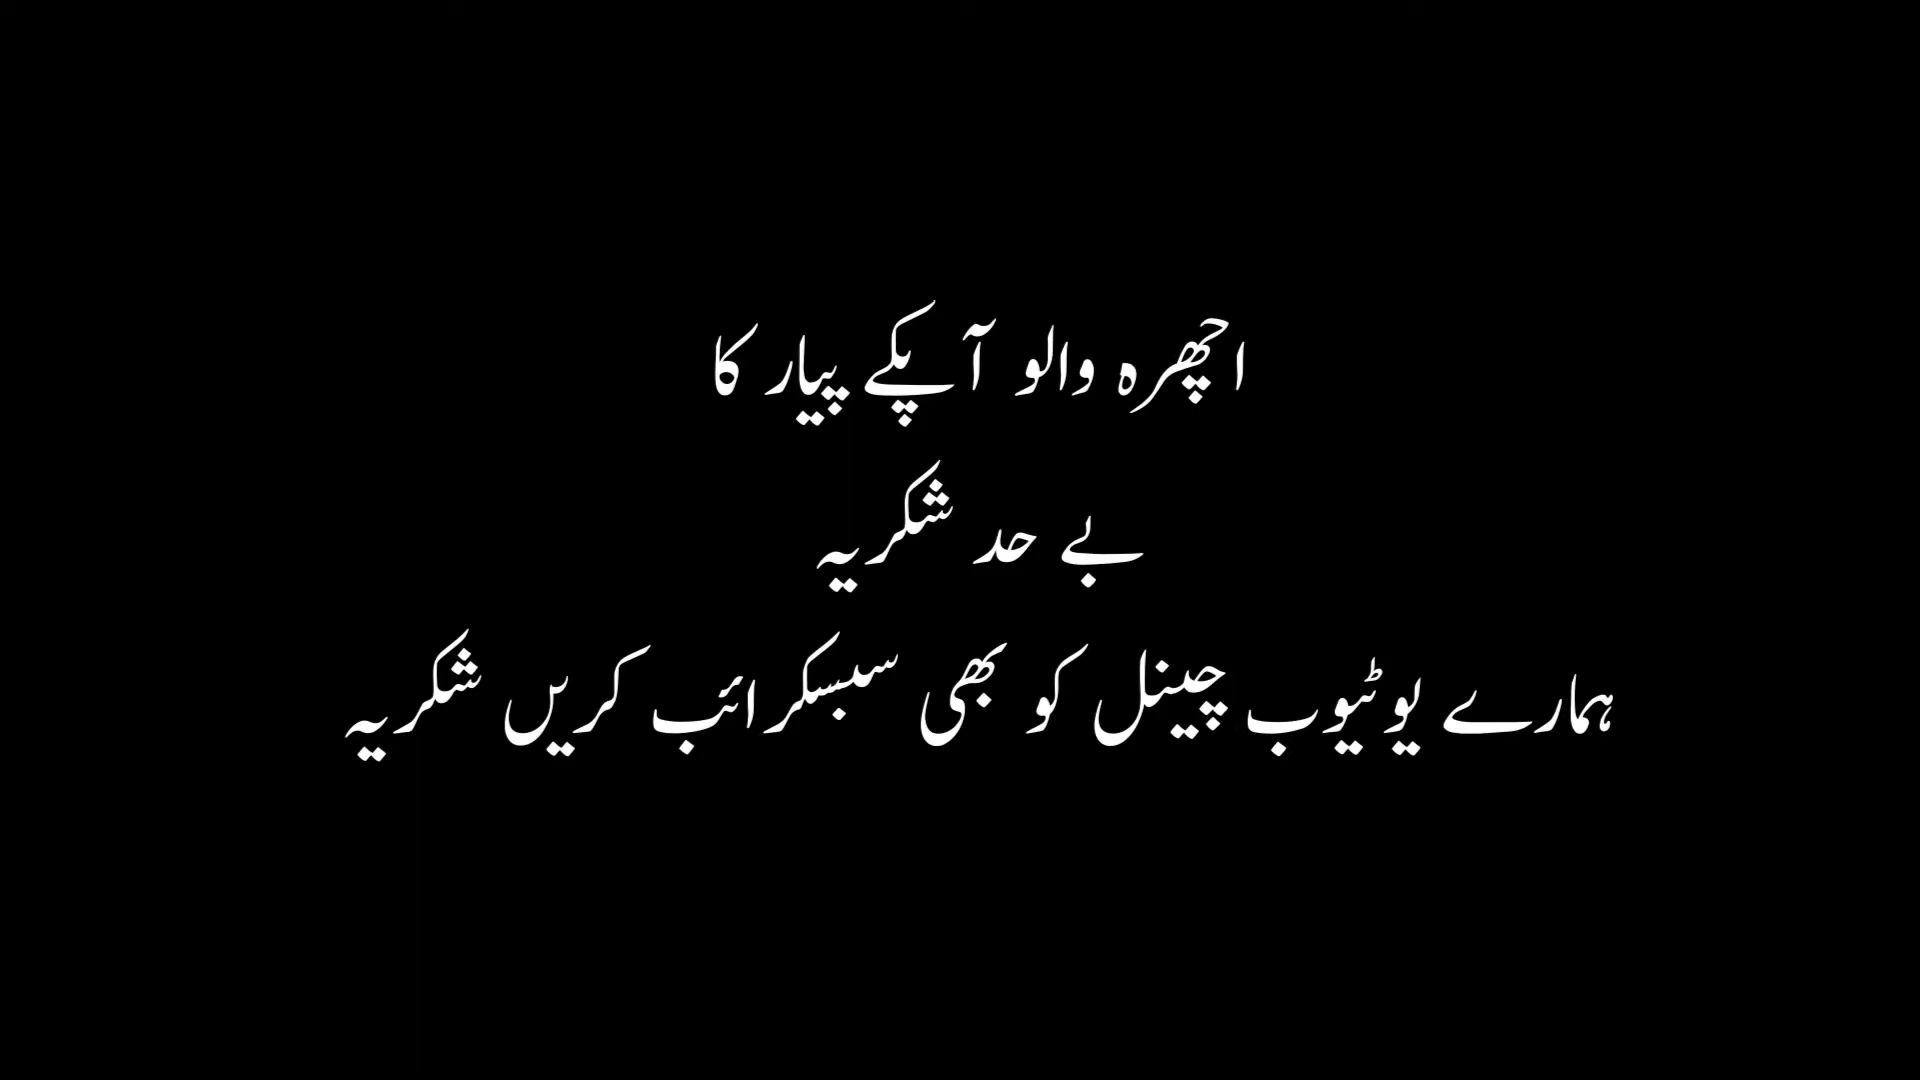 اچھرہ والو آپکے پیار کا
بے حد شکریہ
ہمارے یوٹیوب چینل کو بھی سبسکرائب کریں شکریہ